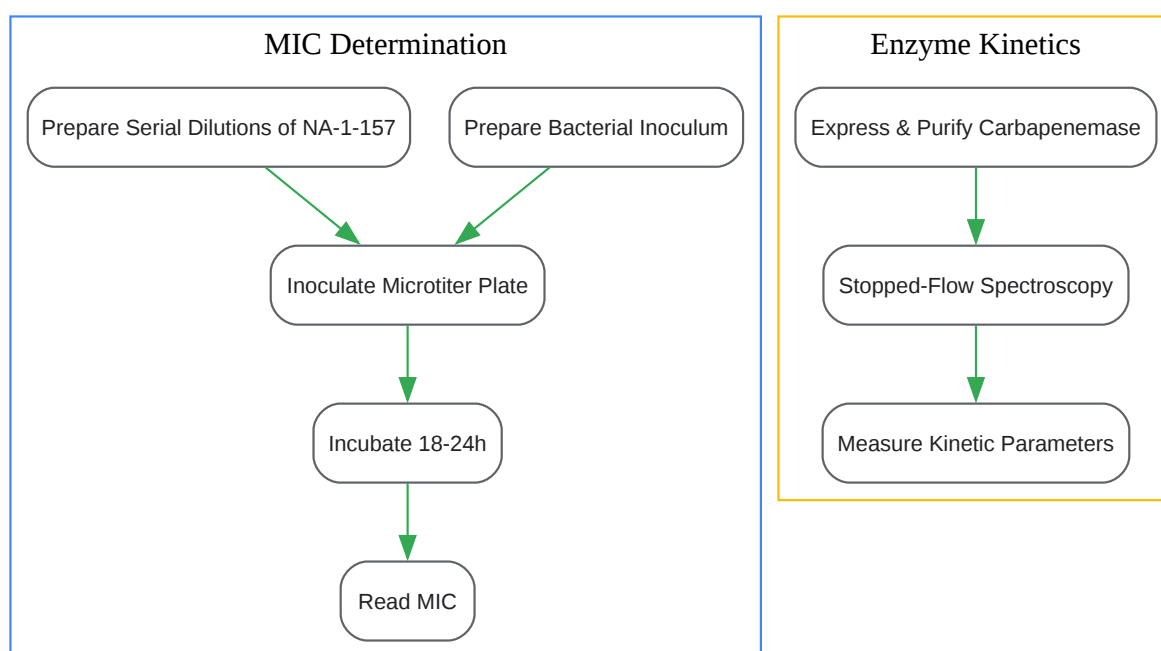 MIC Determination
Prepare Serial Dilutions of NA-1-157
Prepare Bacterial Inoculum
Inoculate Microtiter Plate
Incubate 18-24h
Read MIC
Enzyme Kinetics
Express & Purify Carbapenemase
Stopped-Flow Spectroscopy
Measure Kinetic Parameters